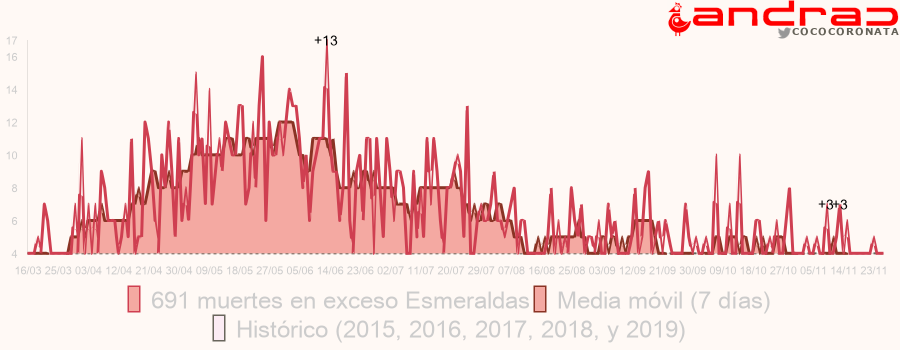 andrac
COCOCORONATA
17
16
14
12
10
8
6
4
+13
+3+3
16/03 25/03 03/04 12/04 21/04 30/04 09/05 18/05 27/05 05/06 14/06 23/06 02/07 11/07 20/07 29/07 07/08 16/08 25/08 03/09 12/09 21/09 30/09 09/10 18/10 27/10 05/11 14/11 23/11
691 muertes en exceso Esmeraldas Media móvil (7 días)
Histórico (2015, 2016, 2017, 2018, y 2019)